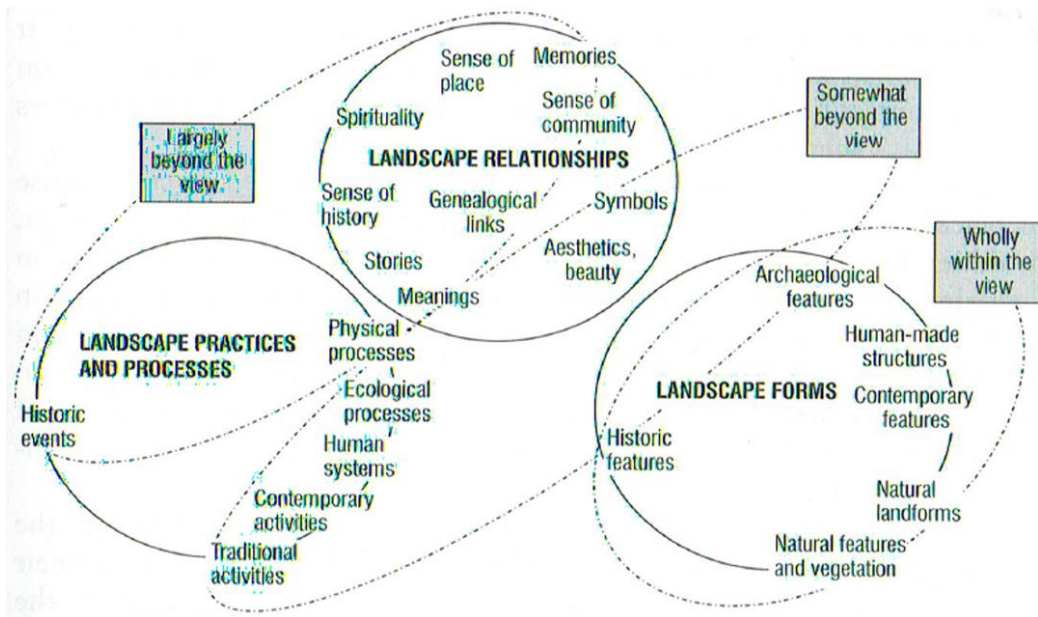 Sense of
place
Memories
Spirituality
Sense of
community
LANDSCAPE RELATIONSHIPS
Sense of
history
Genealogical
links
Symbols
Stories
Aesthetics,
beauty
Meanings
Largely
beyond the
view
Somewhat
beyond the
view
Wholly
within the
view
LANDSCAPE PRACTICES
AND PROCESSES
Physical
processes
Ecological
processes
Historic
events
Human
systems
Contemporary
activities
Traditional
activities
Archaeological
features
Human-made
structures
LANDSCAPE FORMS
Contemporary
features
Historic
features
Natural
landforms
Natural features
and vegetation